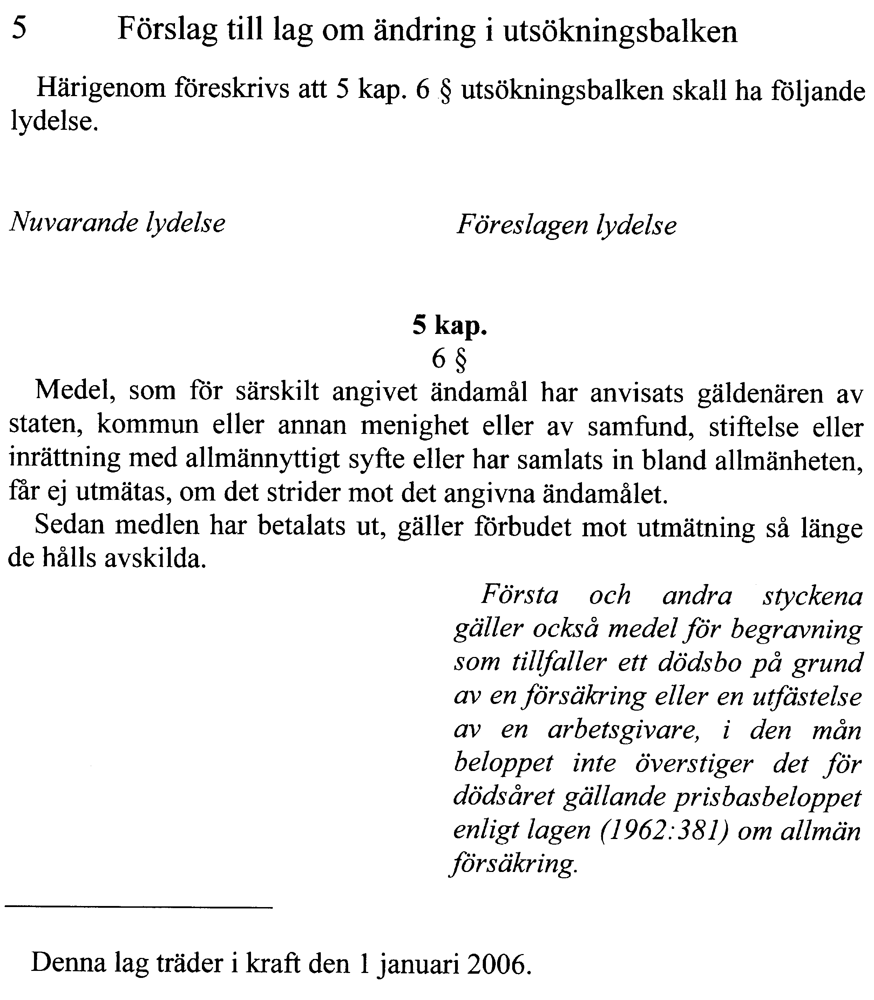 5 Förslag till lag om ändring i utsökningsbalken
Härigenom föreskrivs att 5 kap. 6 § utsökningsbalken skall ha följande
lydelse.
Nuvarande lydelse Föreslagen lydelse
5 kap.
6 §
Medel, som för särskilt angivet ändamål har anvisats gäldenären av
staten, kommun eller annan menighet eller av samfund, stiftelse eller
inrättning med allmännyttigt syfte eller har samlats in bland allmänheten,
får ej utmätas, om det strider mot det angivna ändamålet.
Sedan medlen har betalats ut, gäller förbudet mot utmätning så länge
de hålls avskilda.
Första och andra styckena
gäller också medel för begravning
som tillfaller ett dödsbo på grund
av en försäkring eller en utfästelse
av en arbetsgivare, i den mån
beloppet inte överstiger det för
dödsåret gällande prisbasbeloppet
enligt lagen (1962:381) om allmän
försäkring.
Denna lag träder i kraft den 1 januari 2006.